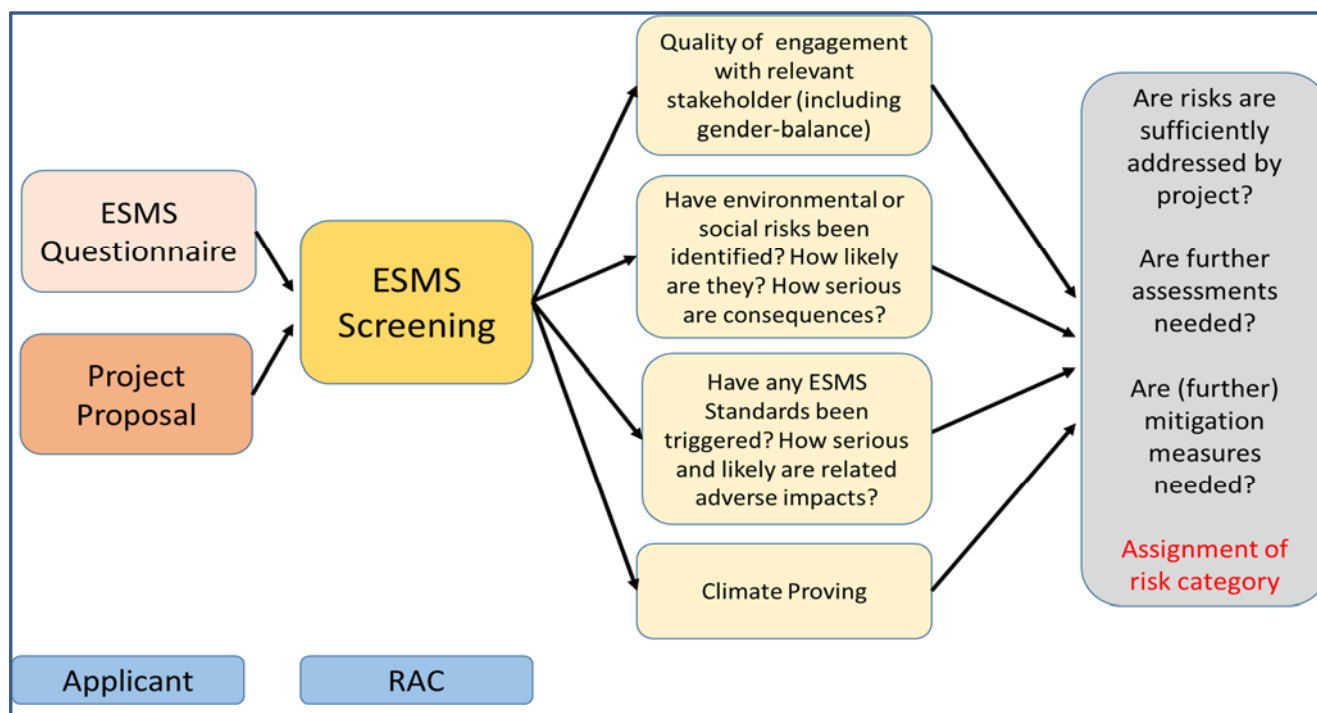 ESMS
Questionnaire
Project
Proposal
ESMS
Screening
Quality of engagement
with relevant
stakeholder (including
gender-balance)
Have environmental or
social risks been
identified? How likely
are they? How serious
are consequences?
Have any ESMS
Standards been
triggered? How serious
and likely are related
adverse impacts?
Climate Proving
Are risks are
sufficiently
addressed by
project?
Are further
assessments
needed?
Are (further)
mitigation
measures
needed?
Assignment of
risk category
Applicant
RAC